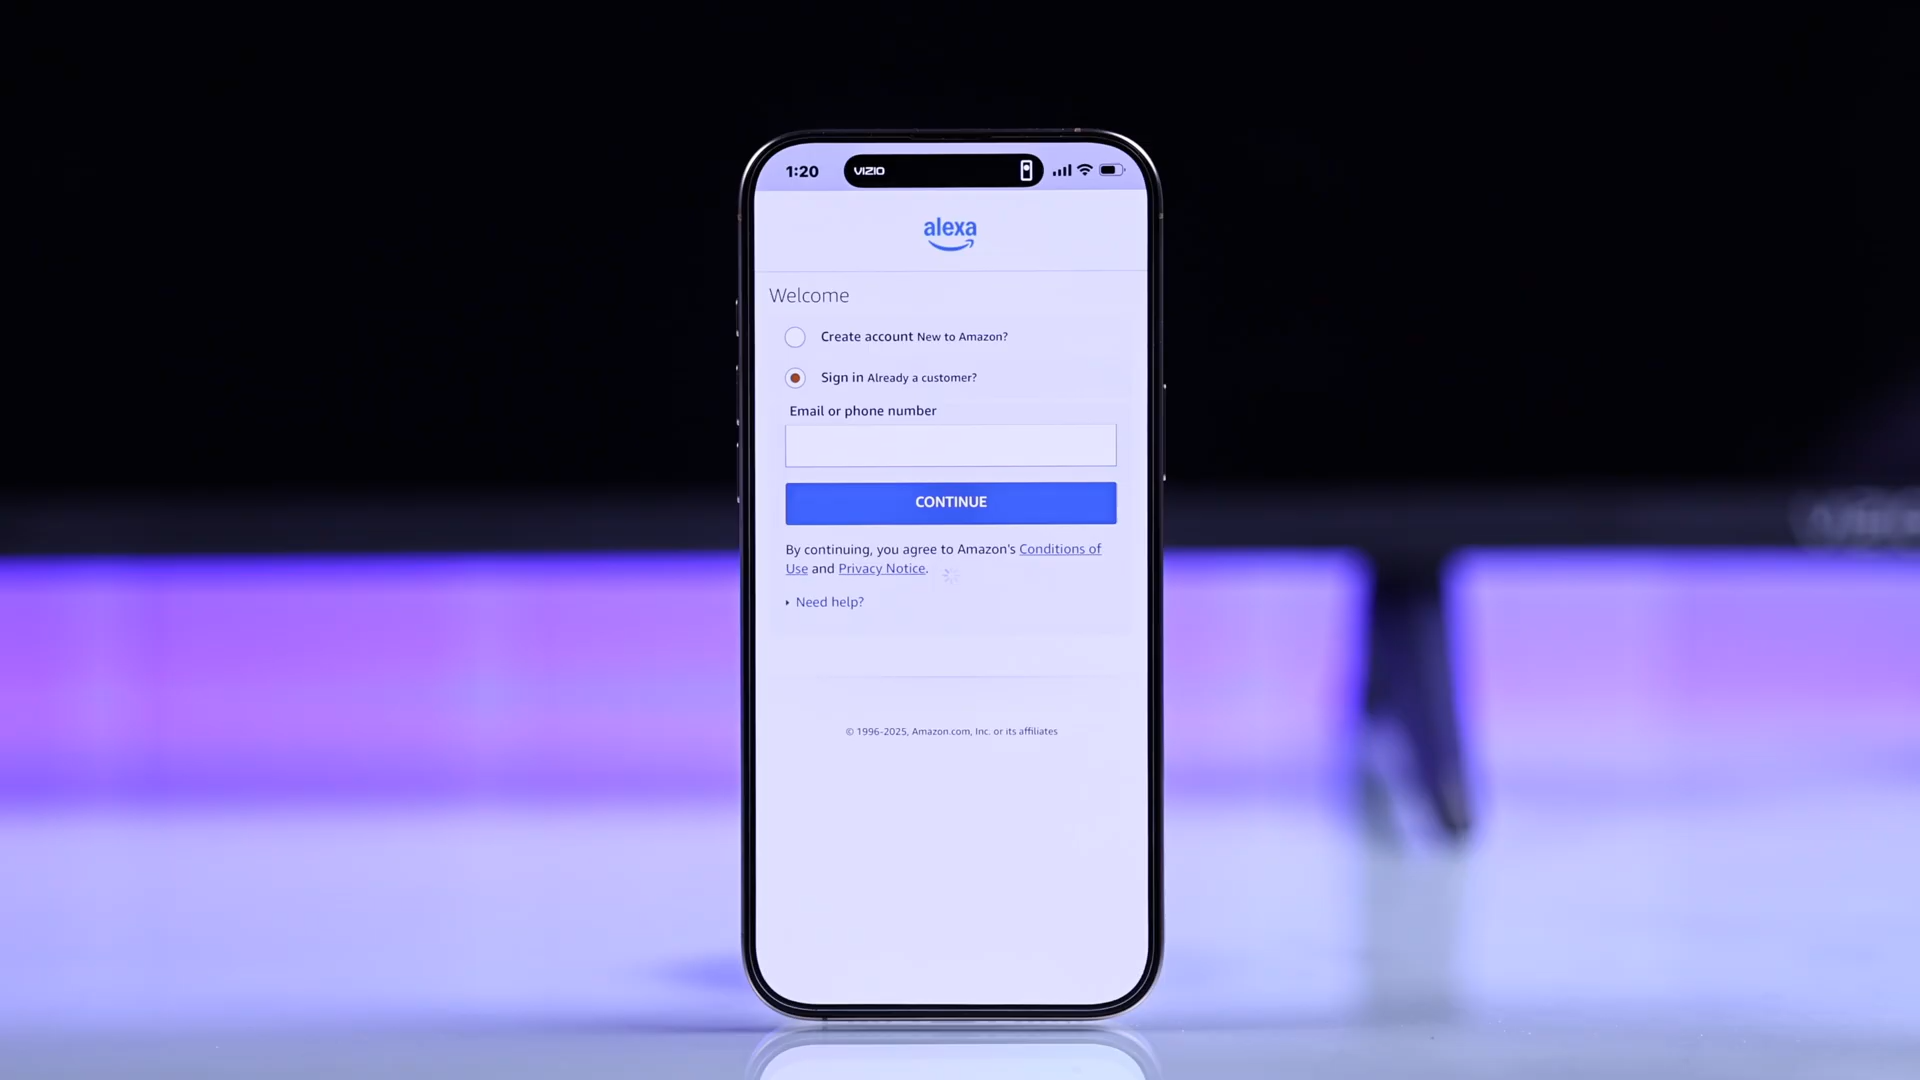 1:20
VIZIO
alexa
Welcome
Create account New to Amazon?
Sign in Already a customer?
Email or phone number
CONTINUE
By continuing, you agree to Amazon's Conditions of
Use and Privacy Notice.
Need help?
© 1996-2025, Amazon.com, Inc. or its affiliates